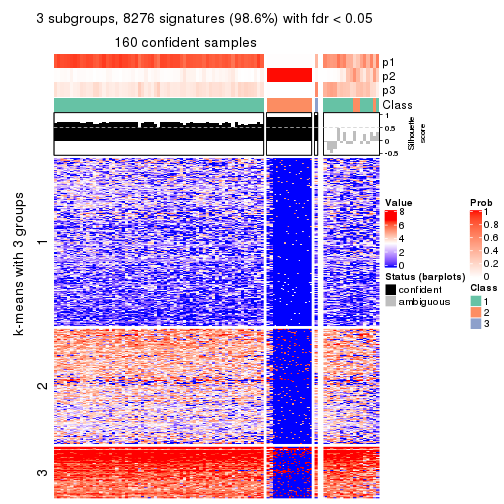 3 subgroups, 8276 signatures (98.6%) with fdr < 0.05
160 confident samples
p1
p2
p3
Class
1
0.5
0
-0.5
Silhouette
score
k-means with 3 groups
1
2
3
Value
8
6
4
2
0
Status (barplots)
confident
ambiguous
Prob
1
0.8
0.6
0.4
0.2
0
Class
1
2
3